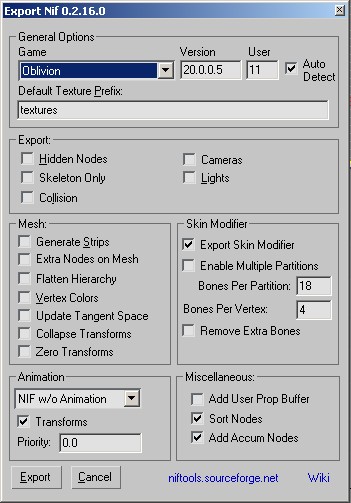 Export Nif 0.2.16.0
General Options
Game Version User
Oblivion 20.0.0.5 11 Auto Detect
Default Texture Prefix:
textures
Export:
Hidden Nodes Cameras
Skeleton Only Lights
Collision
Mesh:
Generate Strips
Extra Nodes on Mesh
Flatten Hierarchy
Vertex Colors
Update Tangent Space
Collapse Transforms
Zero Transforms
Skin Modifier
Export Skin Modifier
Enable Multiple Partitions
Bones Per Partition: 18
Bones Per Vertex: 4
Remove Extra Bones
Animation
NIF w/o Animation
Transforms
Priority: 0.0
Miscellaneous:
Add User Prop Buffer
Sort Nodes
Add Accum Nodes
Export Cancel niftools.sourceforge.net Wiki